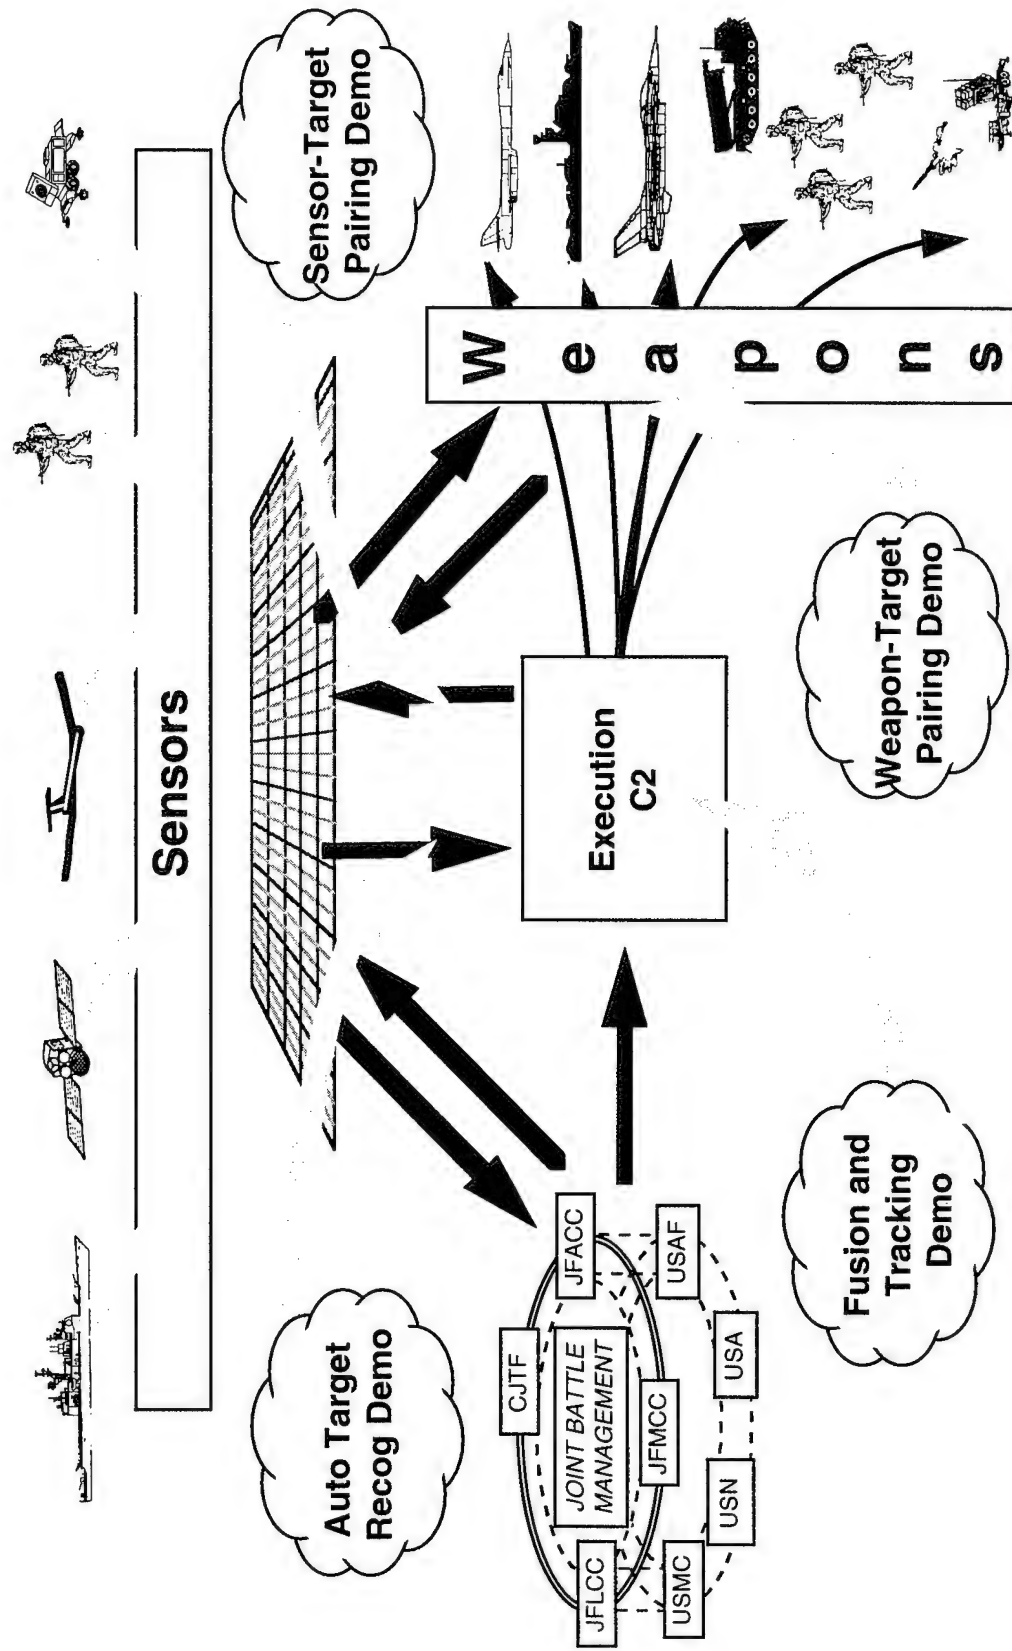 Sensors
Sensor-Target
Pairing Demo
Auto Target
Recog Demo
CJTF
JFACC
JFLCC
JOINT BATTLE
MANAGEMENT
JFMCC
USAF
USMC
USA
USN
Execution
C2
Weapons
Fusion and
Tracking
Demo
Weapon-Target
Pairing Demo